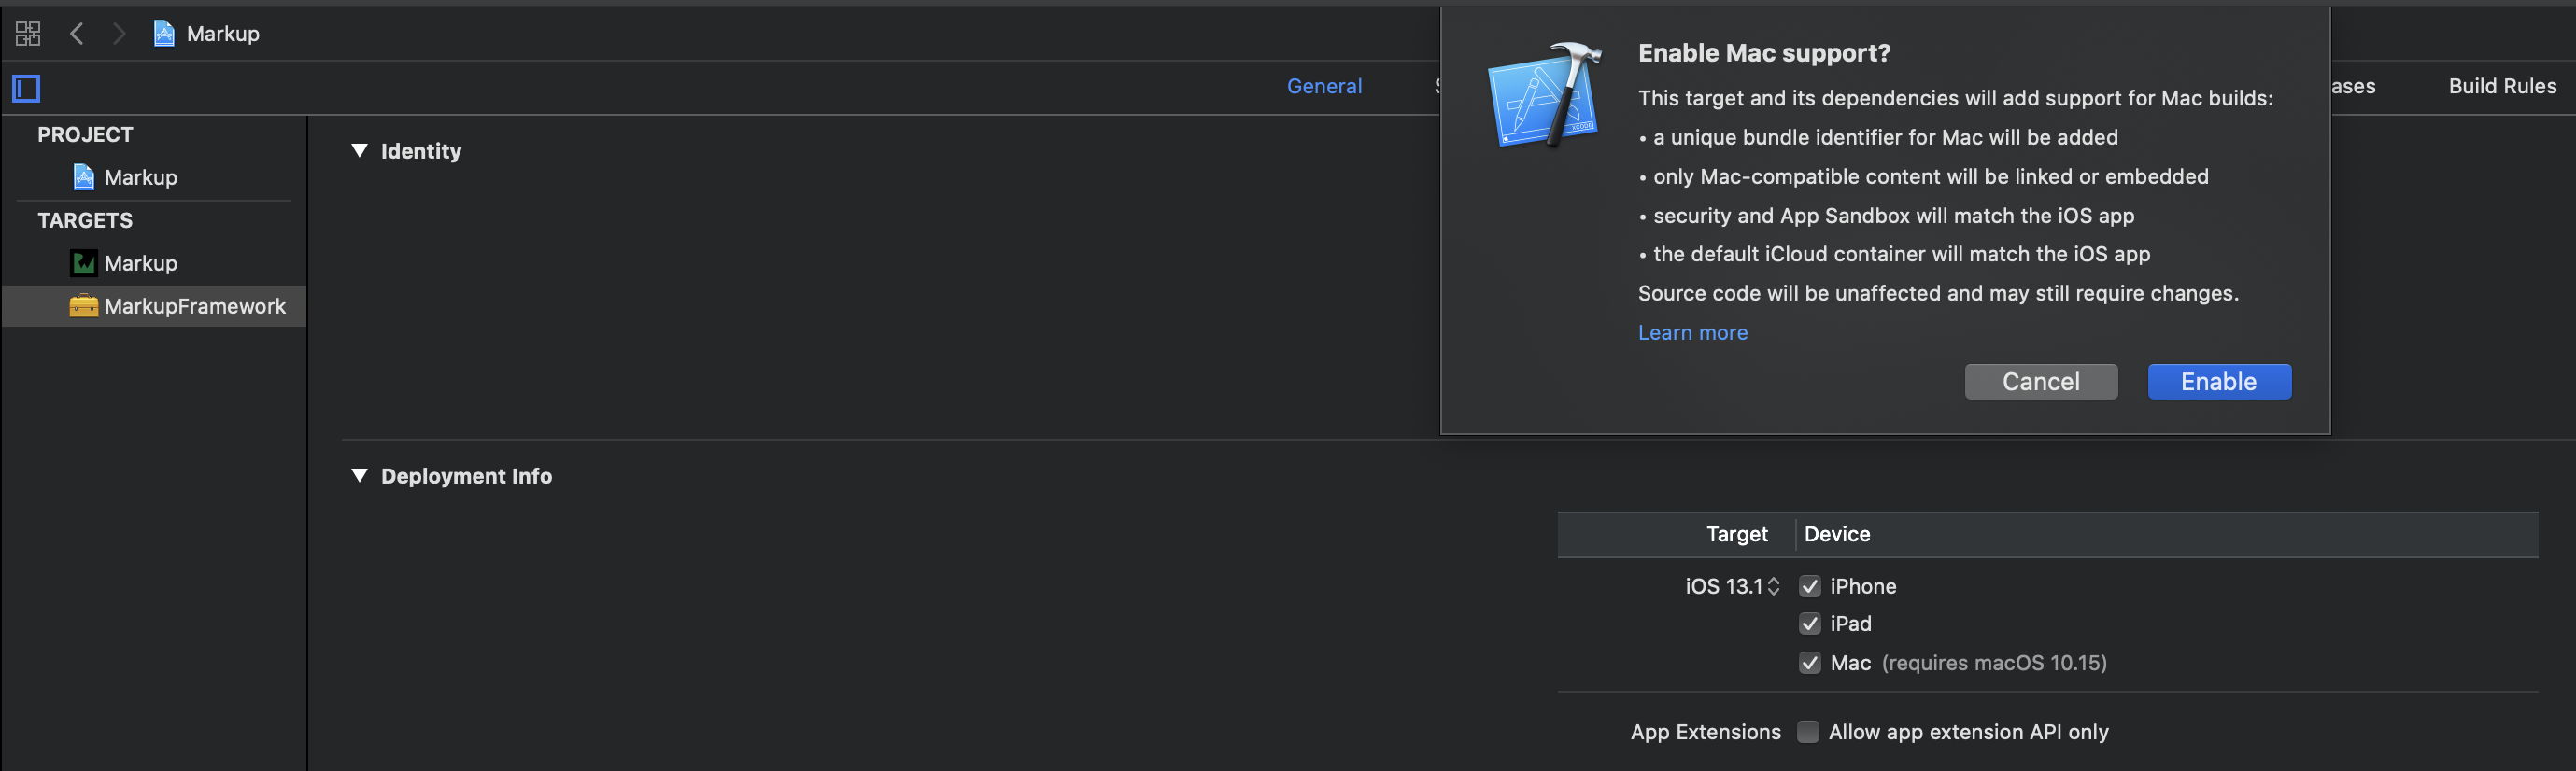 Markup
General
ases
Build Rules
PROJECT
Markup
TARGETS
Markup
MarkupFramework
Identity
Enable Mac support?
This target and its dependencies will add support for Mac builds:
• a unique bundle identifier for Mac will be added
• only Mac-compatible content will be linked or embedded
• security and App Sandbox will match the iOS app
• the default iCloud container will match the iOS app
Source code will be unaffected and may still require changes.
Learn more
Cancel
Enable
Deployment Info
Target
Device
iOS 13.1
iPhone
iPad
Mac (requires macOS 10.15)
App Extensions
Allow app extension API only